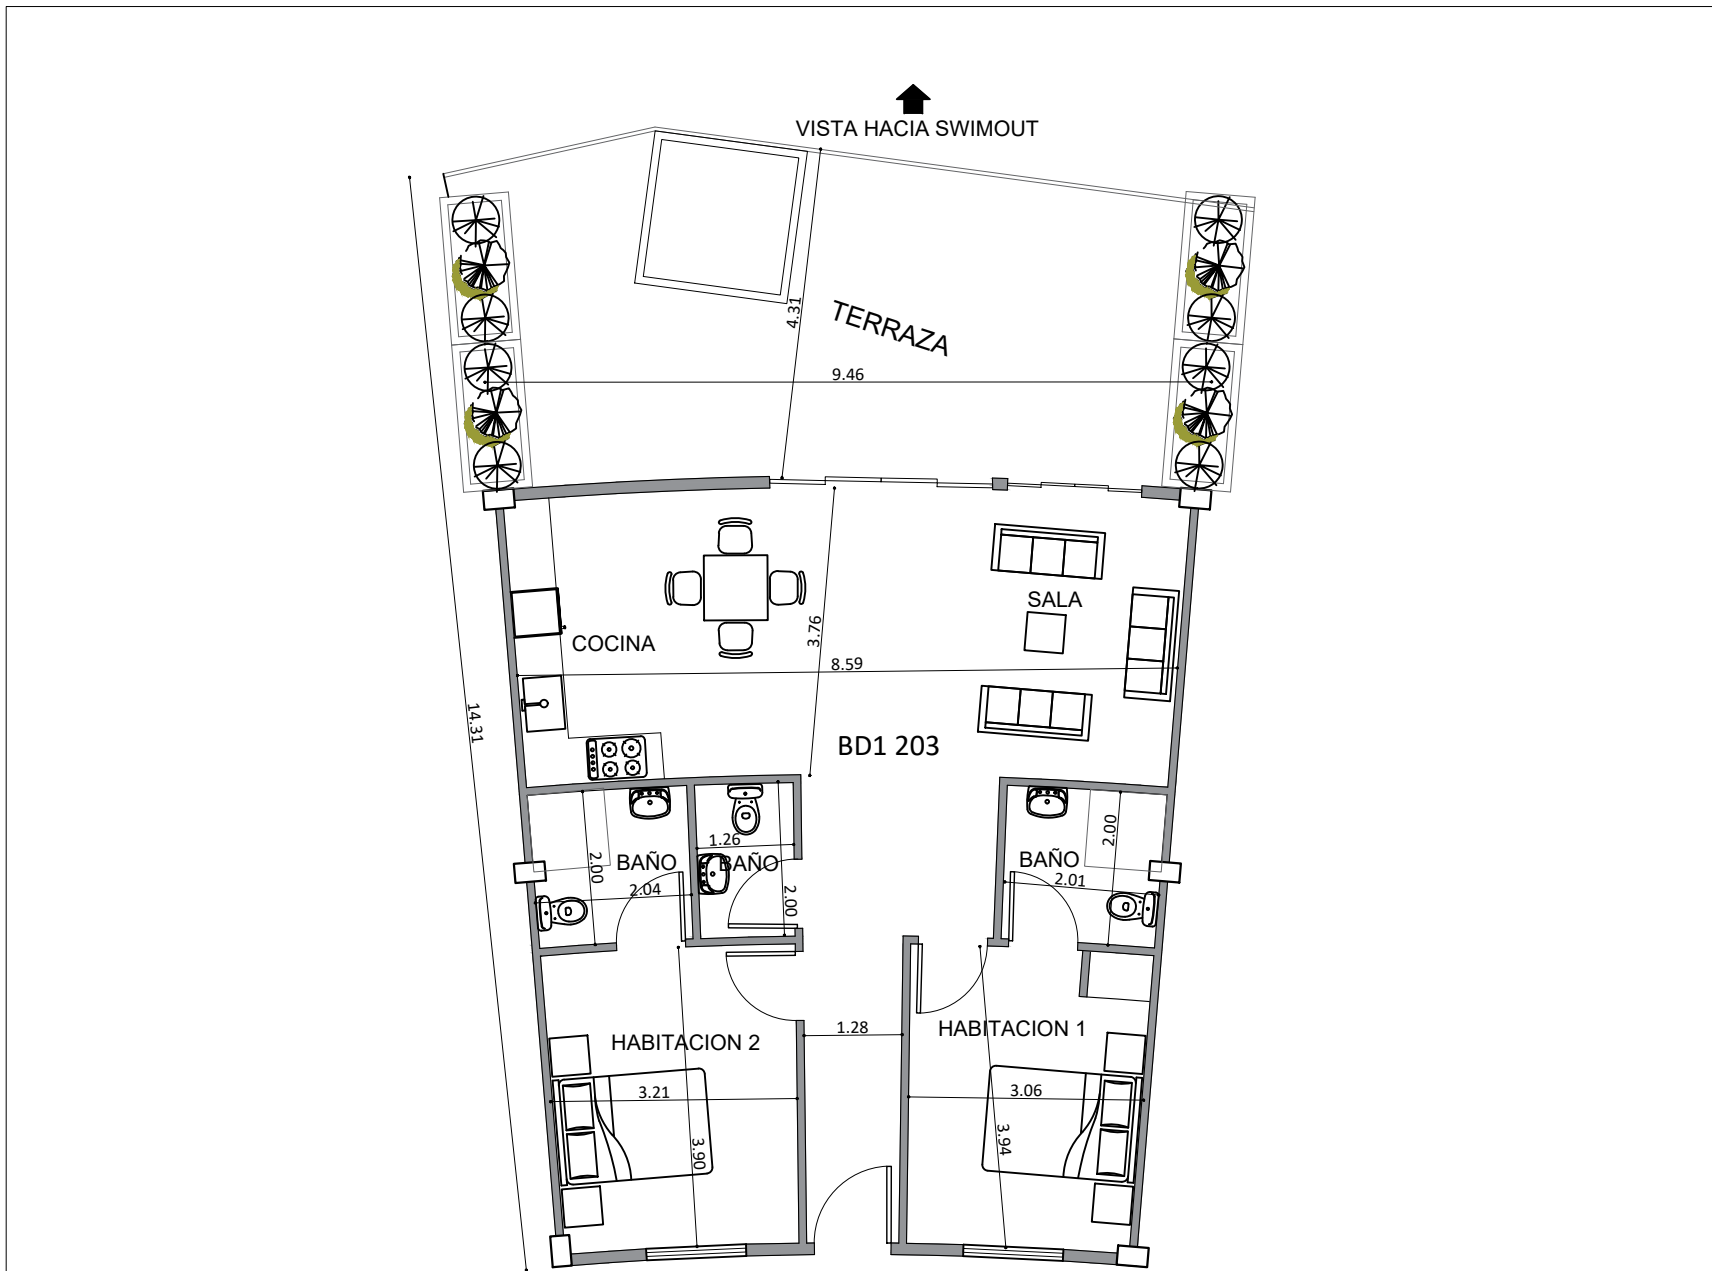 VISTA HACIA SWIMOUT
4.31
TERRAZA
9.46
SALA
3.76
COCINA
8.59
14.31
BD1 203
2.00
1.26
2.00
BAÑO
BAÑO
BAÑO
2.04
2.00
2.01
1.28
HABITACION 1
HABITACION 2
3.21
3.06
3.90
3.94